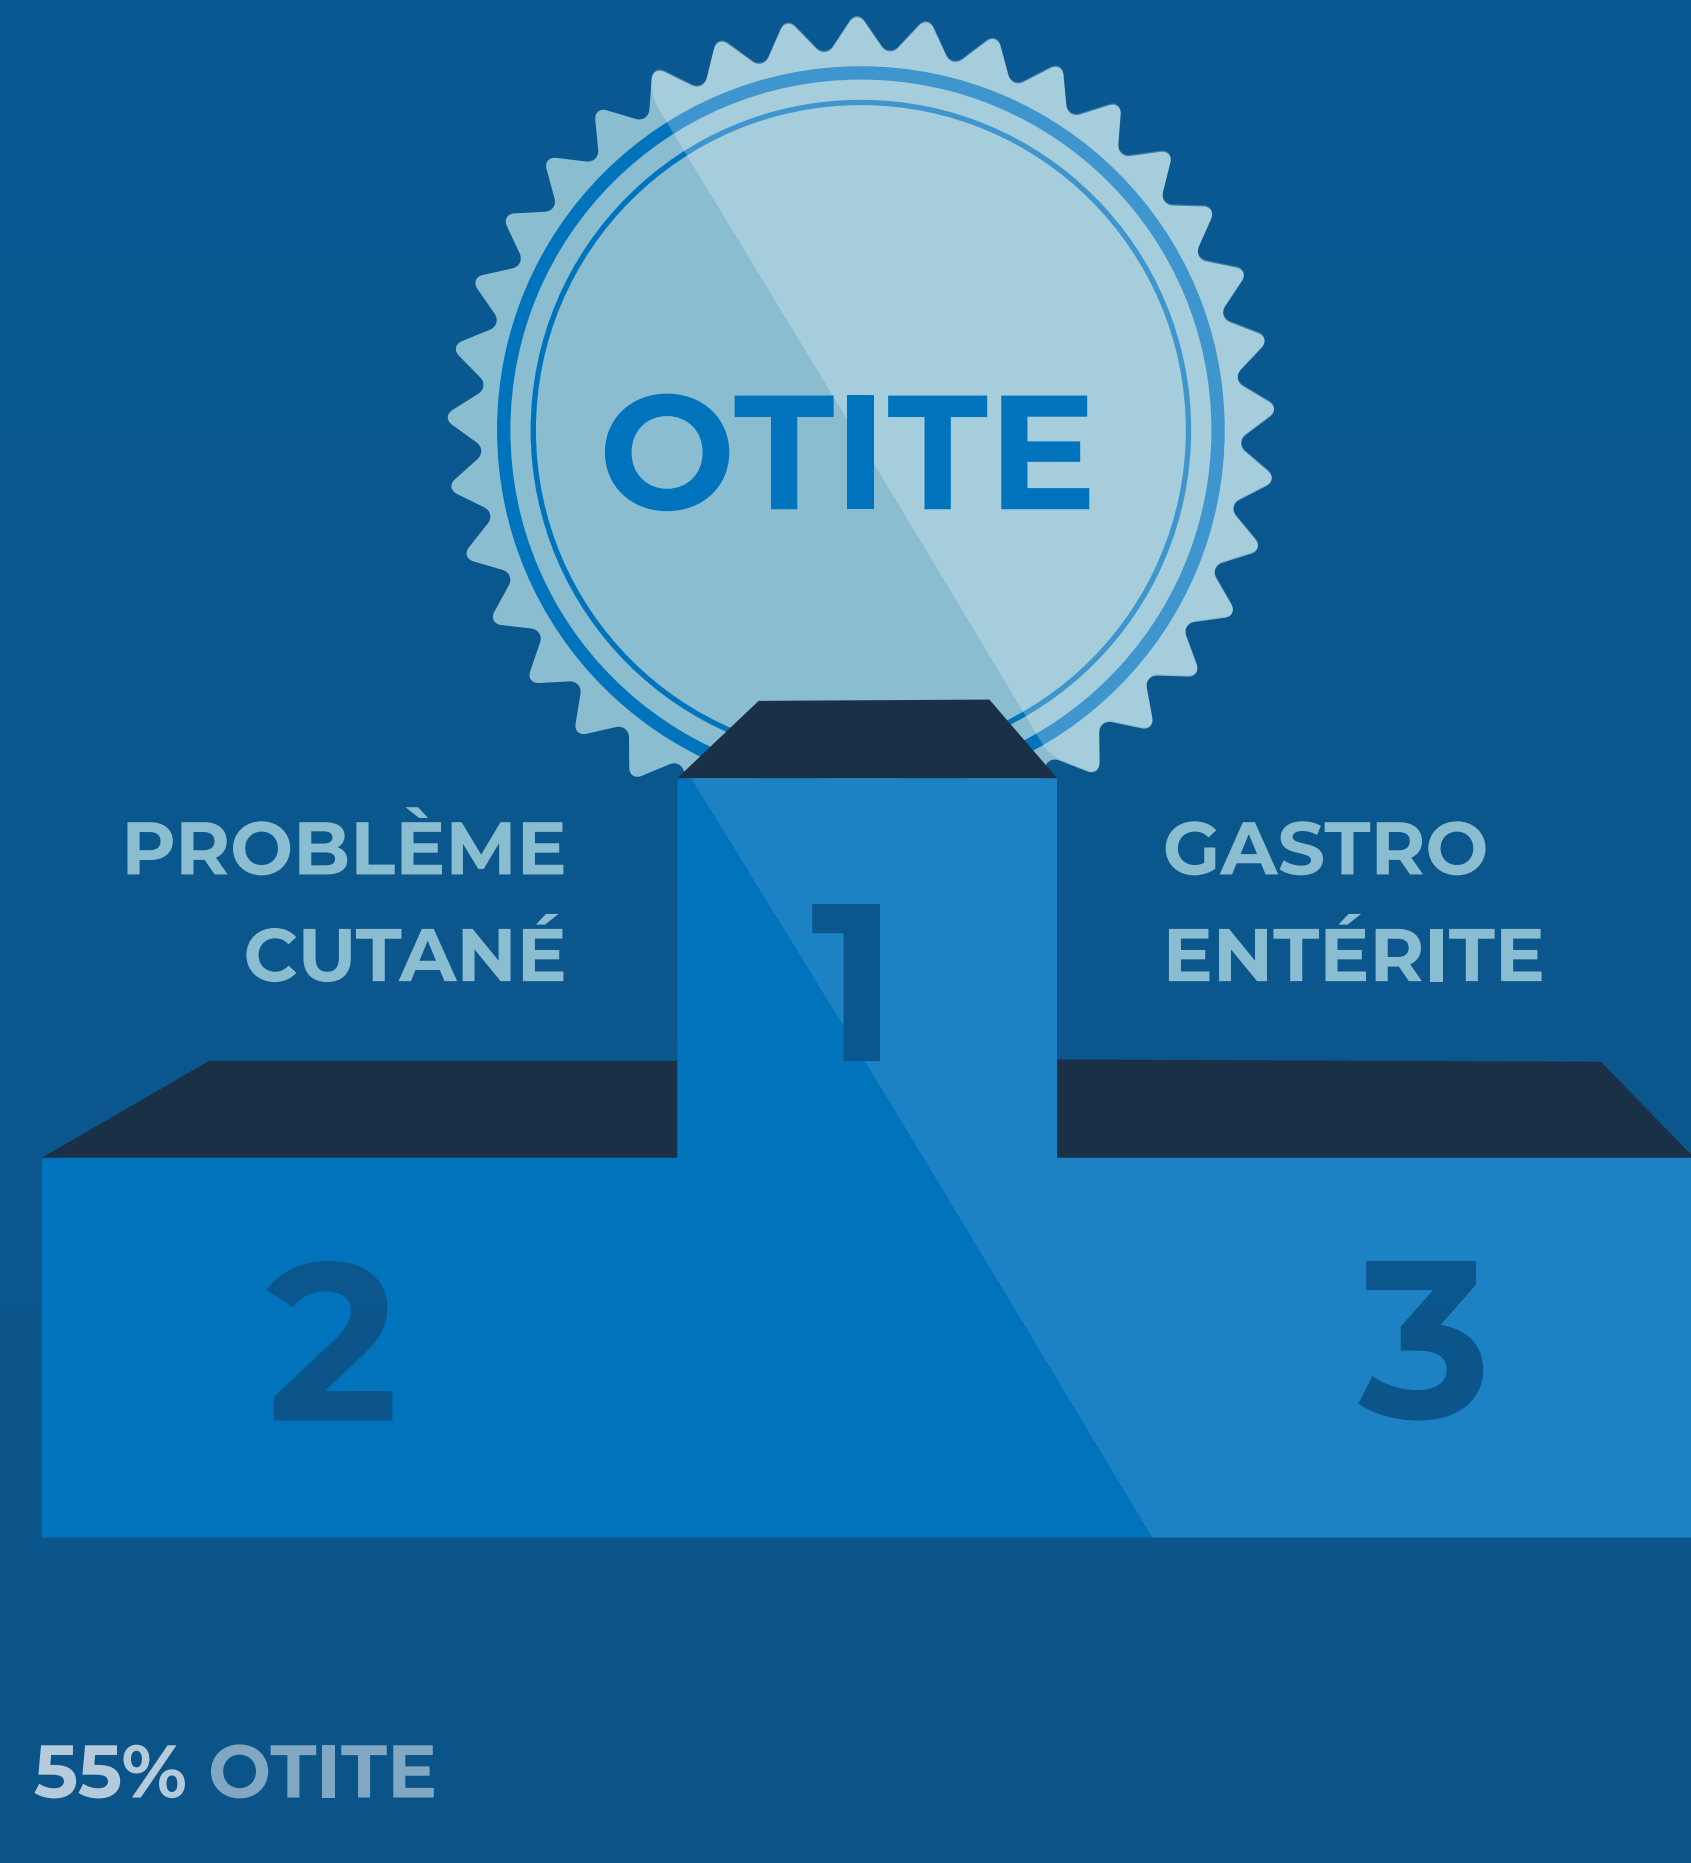 OTITE
PROBLÈME
CUTANÉ
GASTRO
ENTÉRITE
1
2
3
55% OTITE